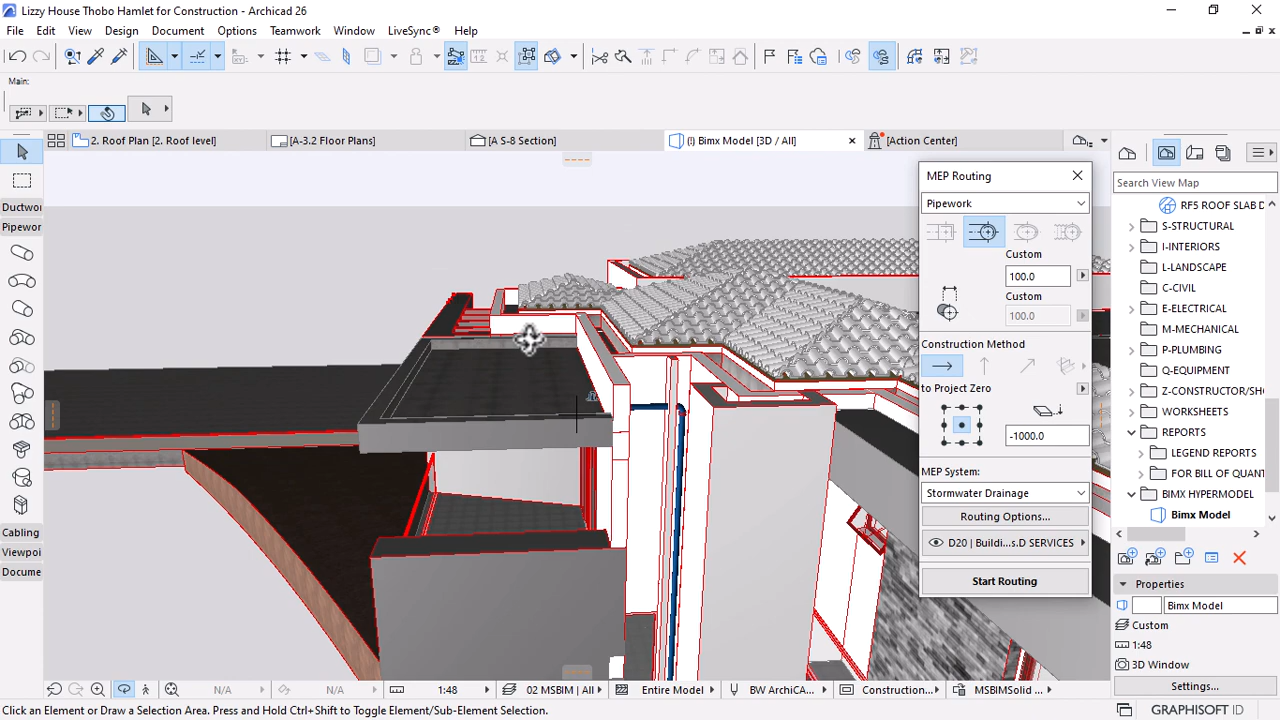 Lizzy House Thobo Hamlet for Construction - Archicad 26
File Edit View Design Document Options Teamwork Window LiveSync® Help
Main:
2. Roof Plan [2. Roof level]
[A-3.2 Floor Plans]
[A S-8 Section]
(!) Bimx Model [3D / All]
[Action Center]
Ductwo
Pipewor
Cabling
Viewpoi
Docume
MEP Routing
Pipework
Custom
100.0
Custom
100.0
Construction Method
to Project Zero
-1000.0
MEP System:
Stormwater Drainage
Routing Options...
D20 | Buildi...s.D SERVICES
Start Routing
Search View Map
RF5 ROOF SLAB D
S-STRUCTURAL
I-INTERIORS
L-LANDSCAPE
C-CIVIL
E-ELECTRICAL
M-MECHANICAL
P-PLUMBING
Q-EQUIPMENT
Z-CONSTRUCTOR/SH
WORKSHEETS
REPORTS
LEGEND REPORTS
FOR BILL OF QUANT
BIMX HYPERMODEL
Bimx Model
Properties
Bimx Model
Custom
1:48
3D Window
Settings...
N/A
N/A
1:48
02 MSBIM | All
Entire Model
BW ArchiCA...
Construction...
MSBIMSolid ...
Click an Element or Draw a Selection Area. Press and Hold Ctrl+Shift to Toggle Element/Sub-Element Selection.
GRAPHISOFT ID